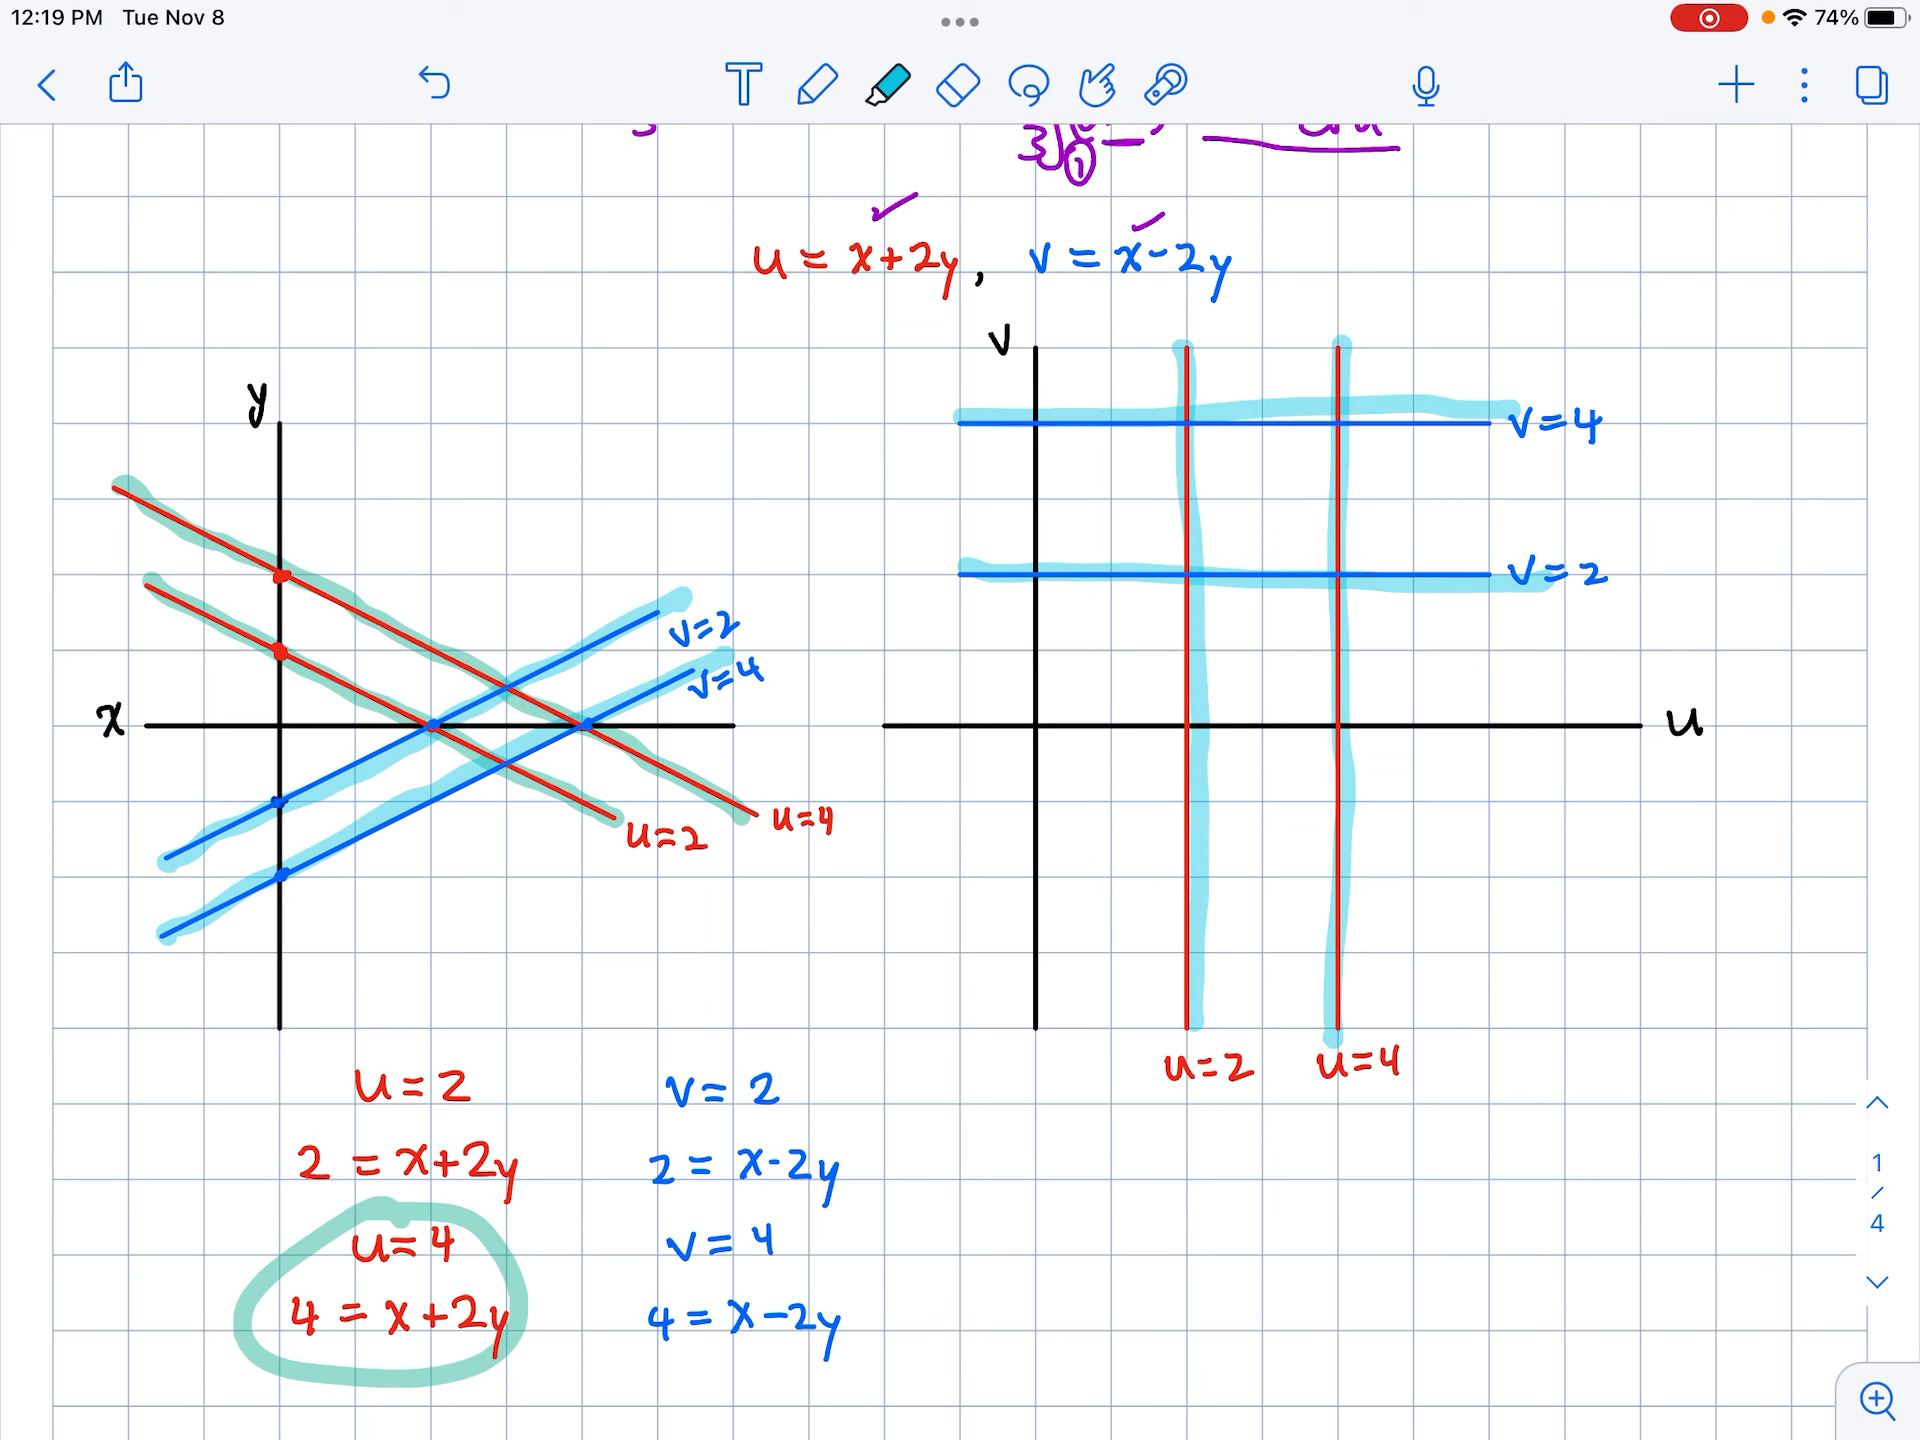 12:19 PM Tue Nov 8
74%
T
u = x+2y, v = x-2y
v
y
v=4
v=2
v=2
v=4
x
u
u=4
u=2
u=2 u=4
u=2 v=2
2 = x+2y 2 = x-2y
u=4 v=4
4 = x+2y 4 = x-2y
1
/
4